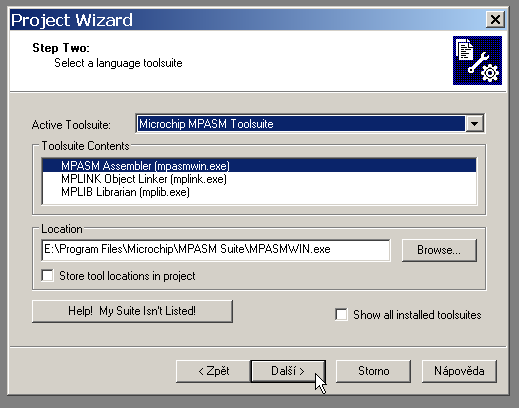 Project Wizard
Step Two:
Select a language toolsuite
Active Toolsuite:
Microchip MPASM Toolsuite
Toolsuite Contents
MPASM Assembler (mpasmwin.exe)
MPLINK Object Linker (mplink.exe)
MPLIB Librarian (mplib.exe)
Location
E:\Program Files\Microchip\MPASM Suite\MPASMWIN.exe
Browse...
Store tool locations in project
Help! My Suite Isn't Listed!
Show all installed toolsuites
< Zpět
Další >
Storno
Nápověda